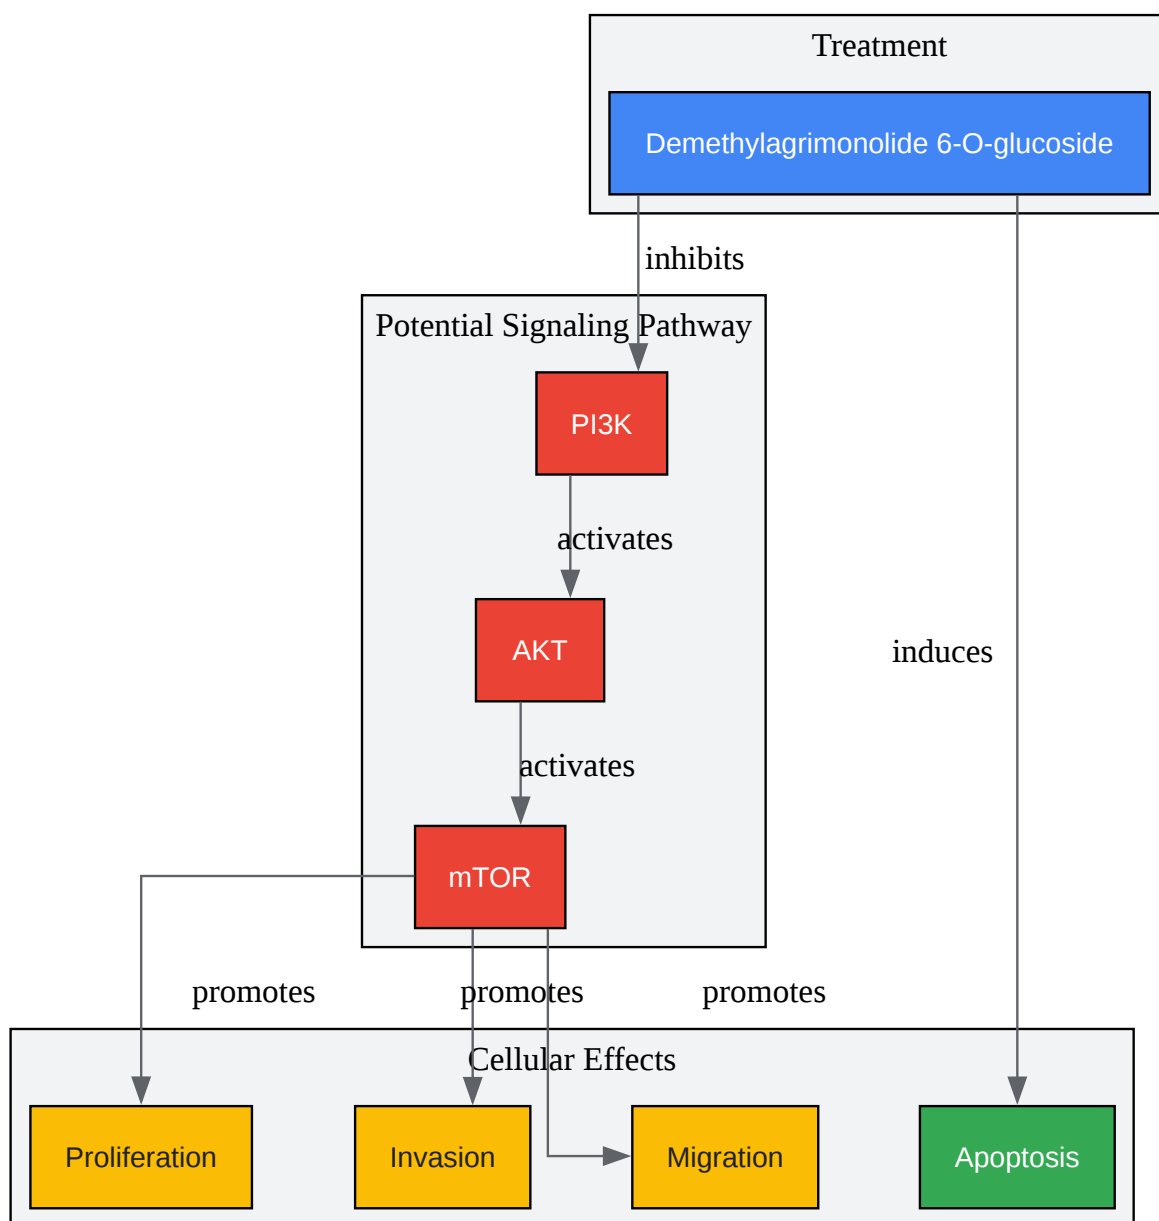 Treatment
Demethylagrimonolide 6-O-glucoside
inhibits
Potential Signaling Pathway
PI3K
activates
AKT
induces
activates
mTOR
promotes promotes promotes
Cellular Effects
Proliferation Invasion Migration Apoptosis